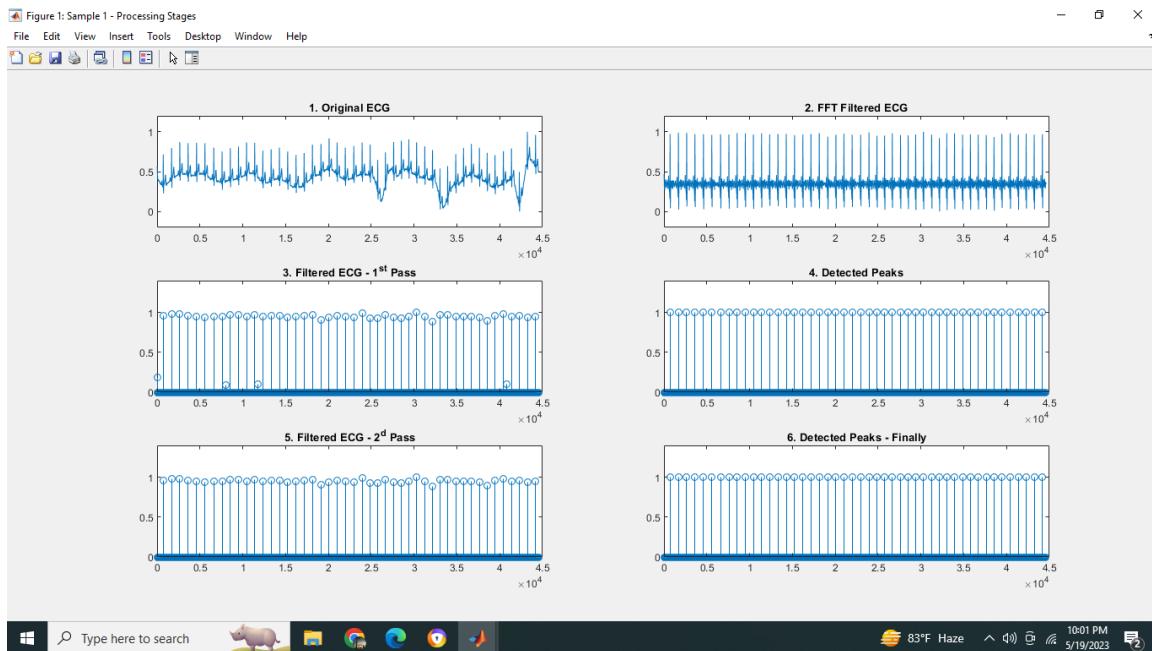 Figure 1: Sample 1 - Processing Stages
File Edit View Insert Tools Desktop Window Help
1. Original ECG
1
0.5
0
0 0.5 1 1.5 2 2.5 3 3.5 4 4.5
×10^4
2. FFT Filtered ECG
1
0.5
0
0 0.5 1 1.5 2 2.5 3 3.5 4 4.5
×10^4
3. Filtered ECG - 1st Pass
1
0.5
0
0 0.5 1 1.5 2 2.5 3 3.5 4 4.5
×10^4
4. Detected Peaks
1
0.5
0
0 0.5 1 1.5 2 2.5 3 3.5 4 4.5
×10^4
5. Filtered ECG - 2d Pass
1
0.5
0
0 0.5 1 1.5 2 2.5 3 3.5 4 4.5
×10^4
6. Detected Peaks - Finally
1
0.5
0
0 0.5 1 1.5 2 2.5 3 3.5 4 4.5
×10^4
Type here to search
83°F Haze
10:01 PM
5/19/2023
2